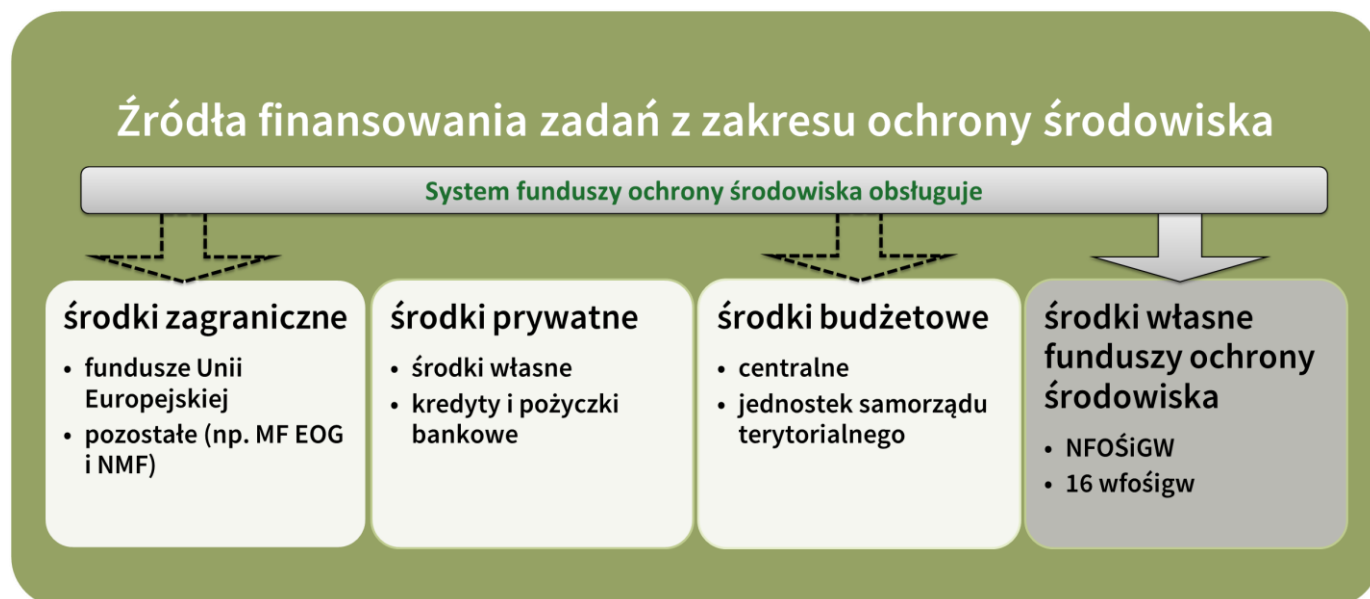 Źródła finansowania zadań z zakresu ochrony środowiska
System funduszy ochrony środowiska obsługuje
środki zagraniczne
• fundusze Unii
Europejskiej
• pozostałe (np. MF EOG
i NMF)
środki prywatne
• środki własne
• kredyty i pożyczki
bankowe
środki budżetowe
• centralne
• jednostek samorządu
terytorialnego
środki własne
funduszy ochrony
środowiska
• NFOŚiGW
• 16 wfośigw